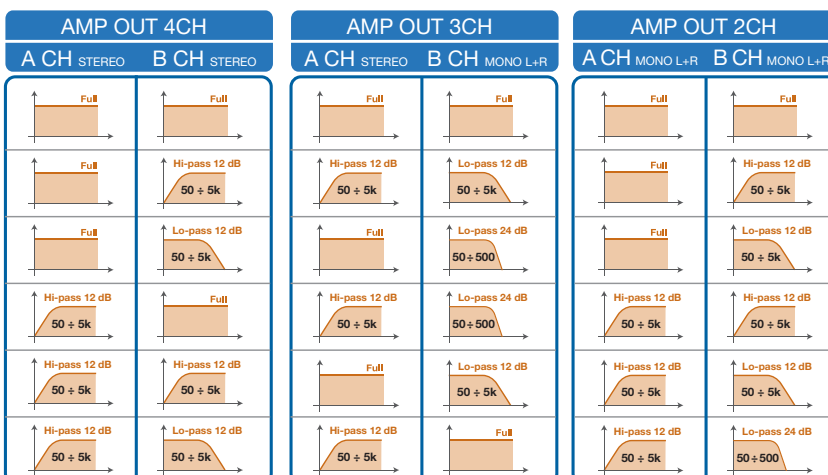 AMP OUT 4CH
A CH STEREO B CH STEREO
Full Full
Full Hi-pass 12 dB
50 ÷ 5k
Full Lo-pass 12 dB
50 ÷ 5k
Hi-pass 12 dB Full
50 ÷ 5k
Hi-pass 12 dB Hi-pass 12 dB
50 ÷ 5k 50 ÷ 5k
Hi-pass 12 dB Lo-pass 12 dB
50 ÷ 5k 50 ÷ 5k
AMP OUT 3CH
A CH STEREO B CH MONO L+R
Full Full
Hi-pass 12 dB Lo-pass 12 dB
50 ÷ 5k 50 ÷ 5k
Full Lo-pass 24 dB
50÷500
Hi-pass 12 dB Lo-pass 24 dB
50 ÷ 5k 50÷500
Full Lo-pass 12 dB
50 ÷ 5k
Hi-pass 12 dB Full
50 ÷ 5k
AMP OUT 2CH
A CH MONO L+R B CH MONO L+R
Full Full
Full Hi-pass 12 dB
50 ÷ 5k
Full Lo-pass 12 dB
50 ÷ 5k
Hi-pass 12 dB Hi-pass 12 dB
50 ÷ 5k 50 ÷ 5k
Hi-pass 12 dB Lo-pass 12 dB
50 ÷ 5k 50 ÷ 5k
Hi-pass 12 dB Lo-pass 24 dB
50 ÷ 5k 50÷500